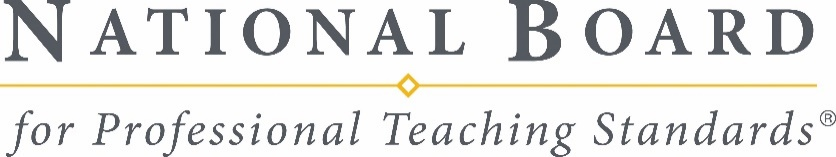 NATIONAL BOARD
for Professional Teaching Standards®